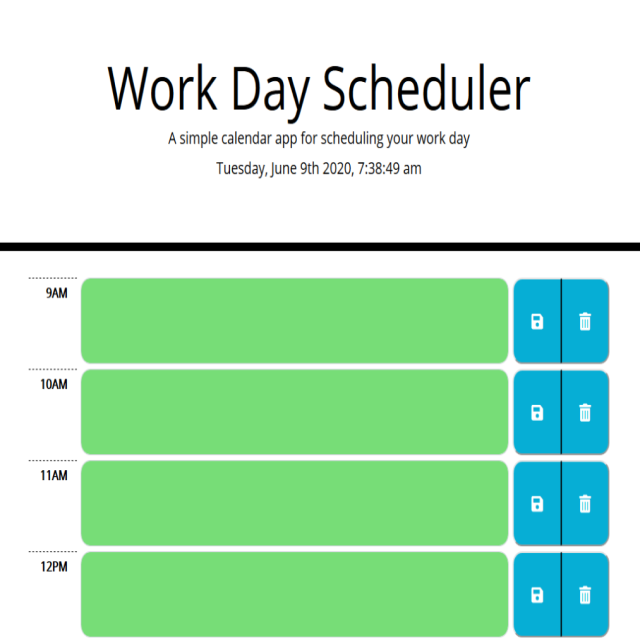 Work Day Scheduler
A simple calendar app for scheduling your work day
Tuesday, June 9th 2020, 7:38:49 am
9AM
10AM
11AM
12PM